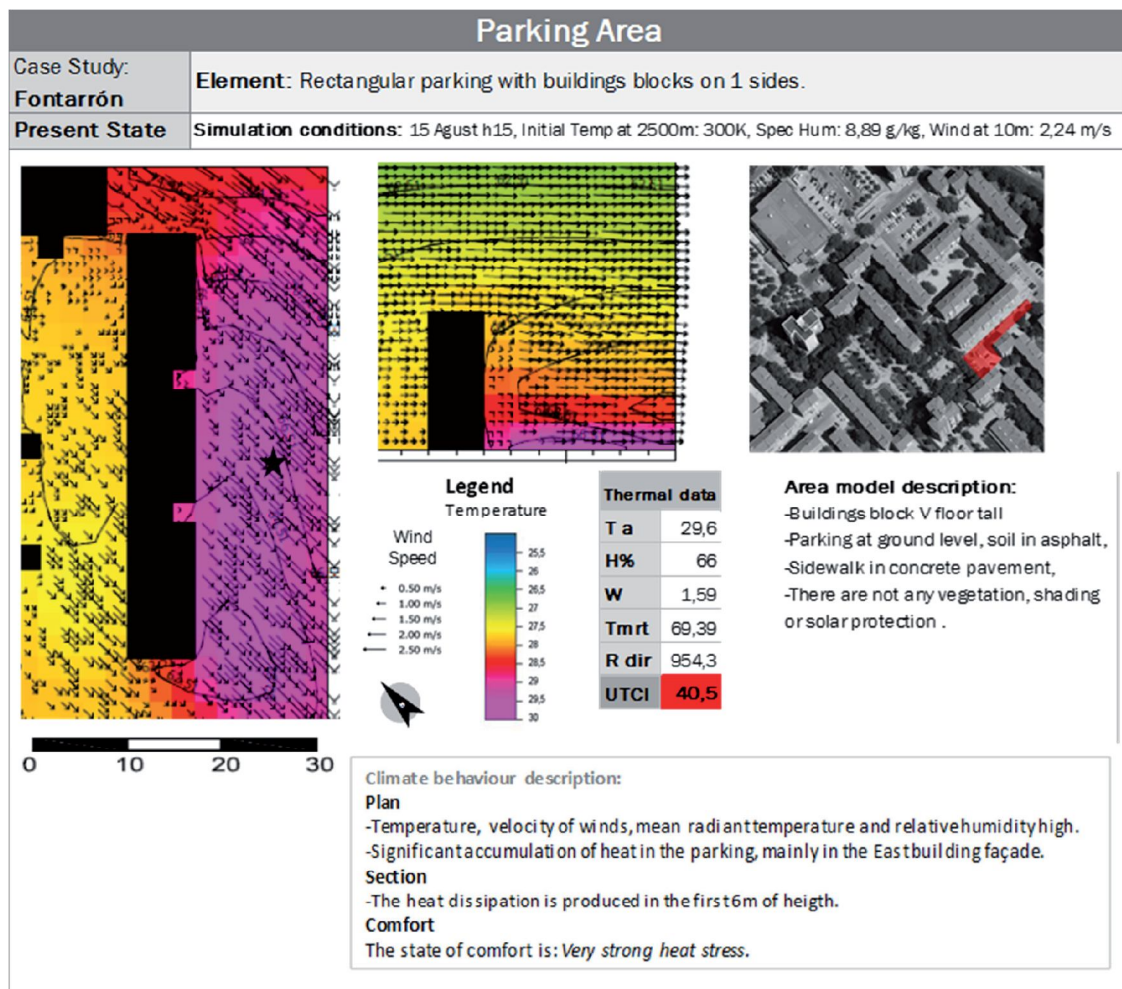 Parking Area
Case Study:
Fontarrón
Element: Rectangular parking with buildings blocks on 1 sides.
Present State
Simulation conditions: 15 Agust h15, Initial Temp at 2500m: 300K, Spec Hum: 8,89 g/kg, Wind at 10m: 2,24 m/s
0 10 20 30
Legend
Temperature
Wind
Speed
0.50 m/s
1.00 m/s
1.50 m/s
2.00 m/s
2.50 m/s
25,5
26
26,5
27
27,5
28
28,5
29
29,5
30
Thermal data
T a 29,6
H% 66
W 1,59
Tmrt 69,39
R dir 954,3
UTCI 40,5
Area model description:
-Buildings block V floor tall
-Parking at ground level, soil in asphalt,
-Sidewalk in concrete pavement,
-There are not any vegetation, shading
or solar protection .
Climate behaviour description:
Plan
-Temperature, velocity of winds, mean radiant temperature and relative humidity high.
-Significant accumulation of heat in the parking, mainly in the East building façade.
Section
-The heat dissipation is produced in the first 6m of heigth.
Comfort
The state of comfort is: Very strong heat stress.